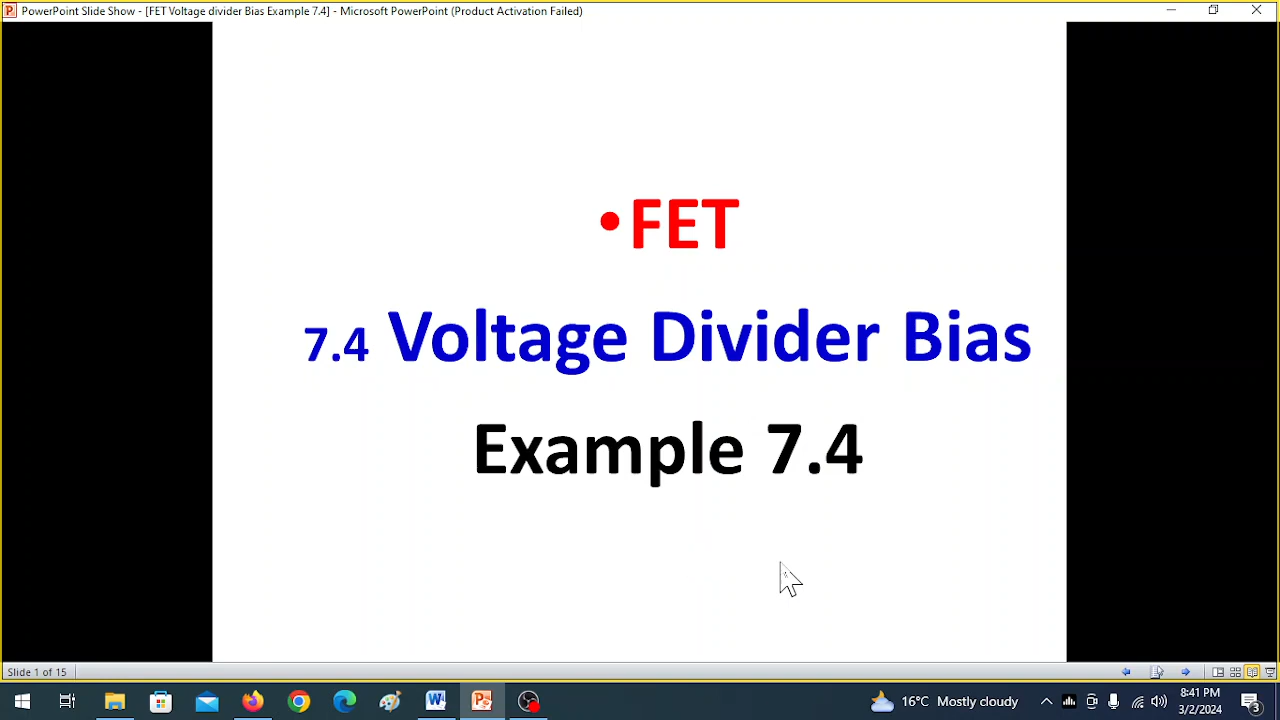 PowerPoint Slide Show - [FET Voltage divider Bias Example 7.4] - Microsoft PowerPoint (Product Activation Failed)
•FET
7.4 Voltage Divider Bias
Example 7.4
Slide 1 of 15
16°C Mostly cloudy
8:41 PM
3/2/2024
3